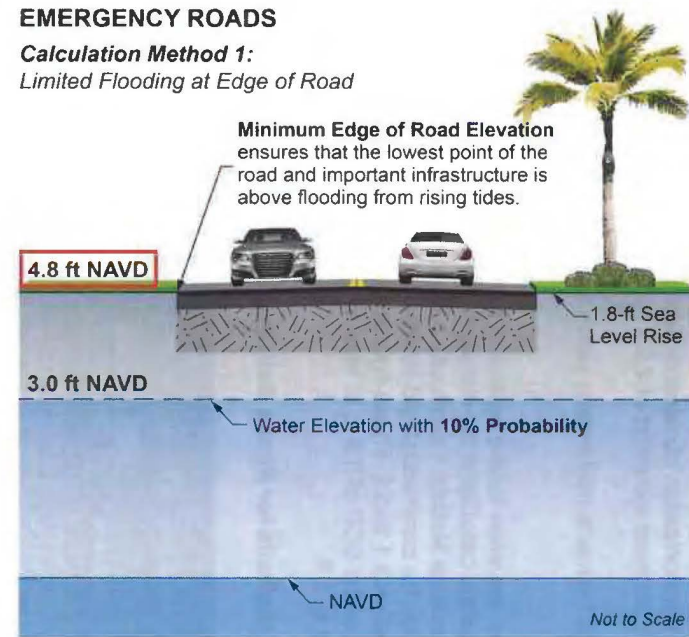 EMERGENCY ROADS
Calculation Method 1:
Limited Flooding at Edge of Road
Minimum Edge of Road Elevation
ensures that the lowest point of the
road and important infrastructure is
above flooding from rising tides.
4.8 ft NAVD
1.8-ft Sea
Level Rise
3.0 ft NAVD
Water Elevation with 10% Probability
NAVD
Not to Scale